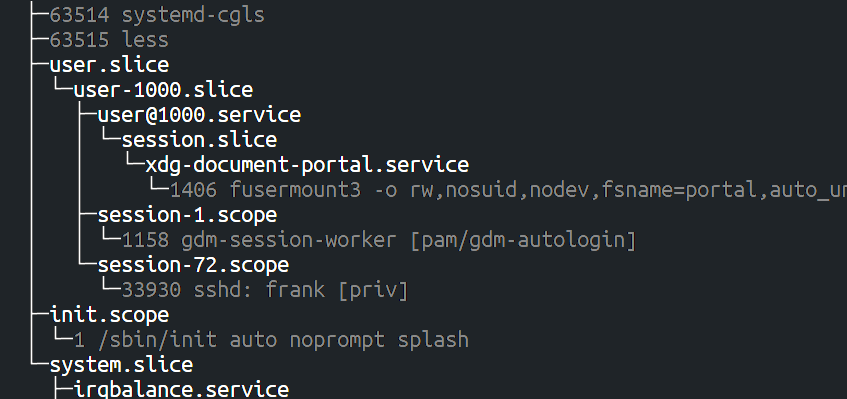 ├─63514 systemd-cgls
├─63515 less
├─user.slice
│ └─user-1000.slice
│   ├─user@1000.service
│   │ └─session.slice
│   │   └─xdg-document-portal.service
│   │     └─1406 fusermount3 -o rw,nosuid,nodev,fsname=portal,auto_un
│   ├─session-1.scope
│   │ └─1158 gdm-session-worker [pam/gdm-autologin]
│   └─session-72.scope
│     └─33930 sshd: frank [priv]
├─init.scope
│ └─1 /sbin/init auto noprompt splash
└─system.slice
  ├─irqbalance.service